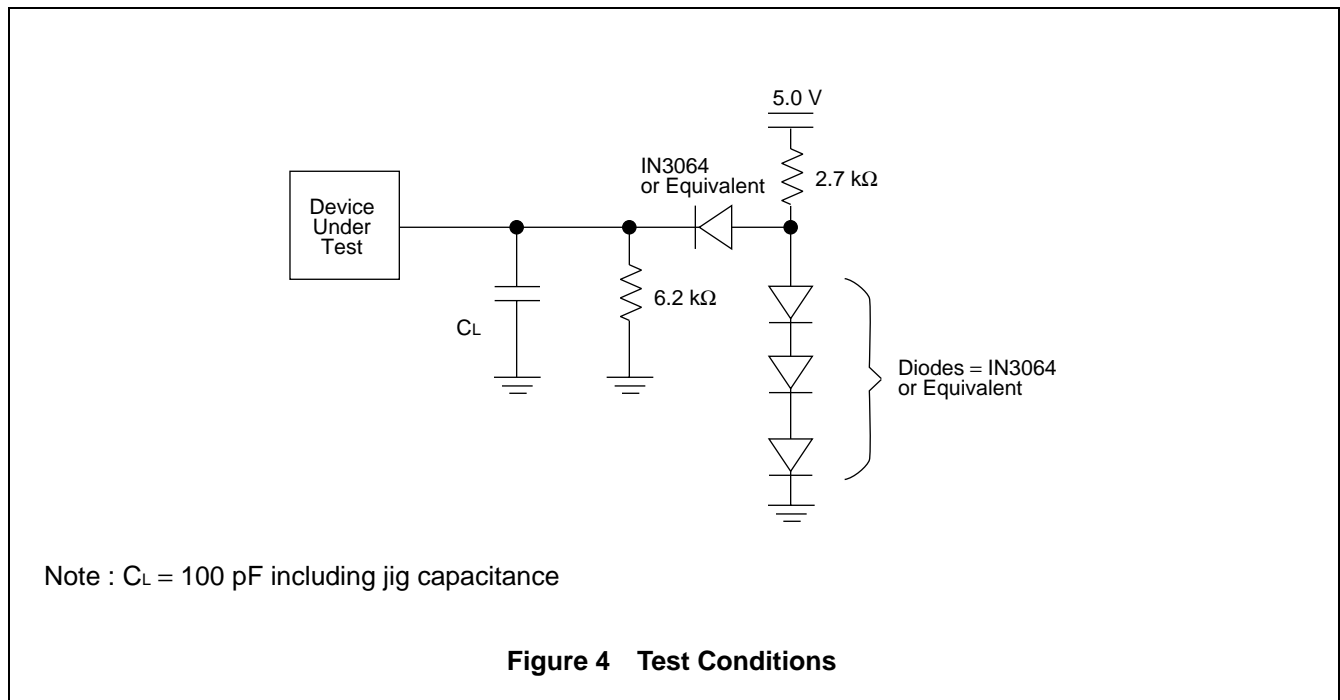 5.0 V
IN3064
or Equivalent
2.7 kΩ
Device
Under
Test
6.2 kΩ
CL
Diodes = IN3064
or Equivalent
Note : CL = 100 pF including jig capacitance
Figure 4 Test Conditions